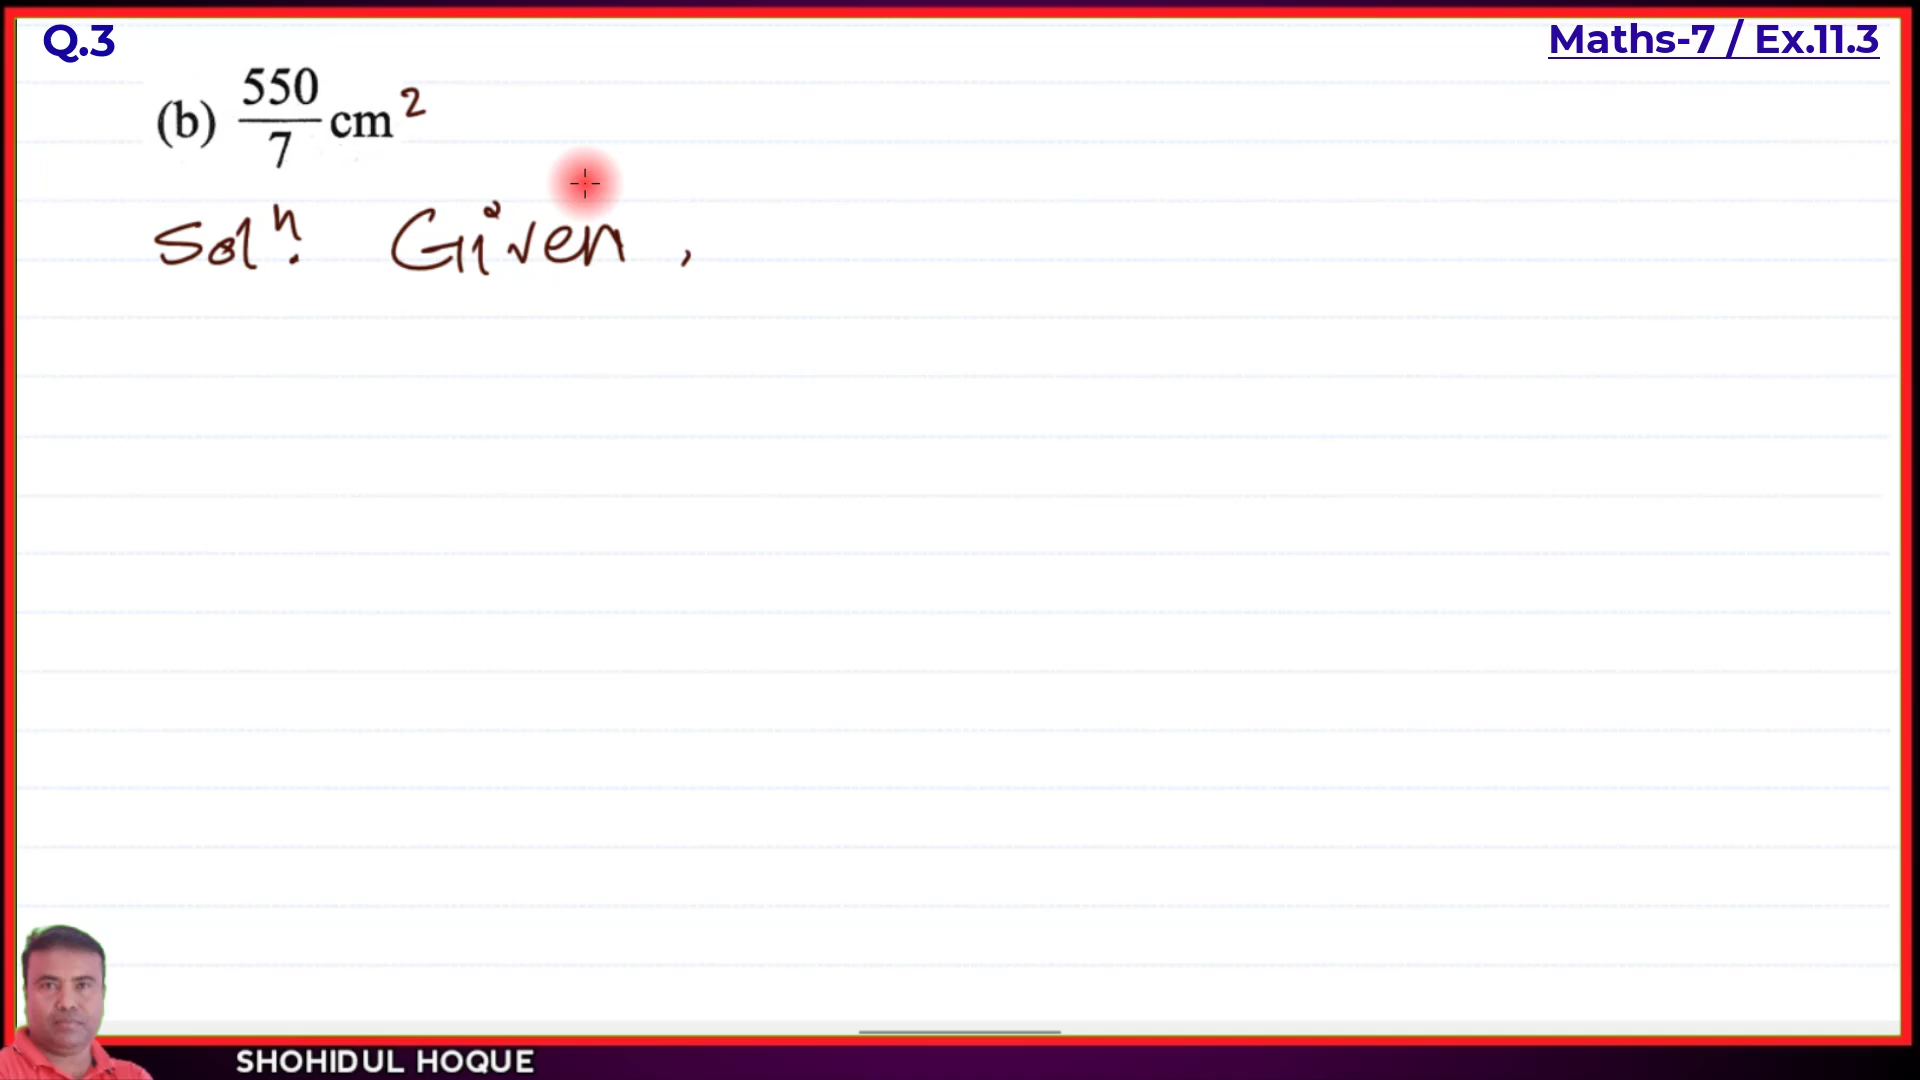 Q.3
Maths-7 / Ex.11.3
(b) 550/7 cm²
Solⁿ. Given,
SHOHIDUL HOQUE